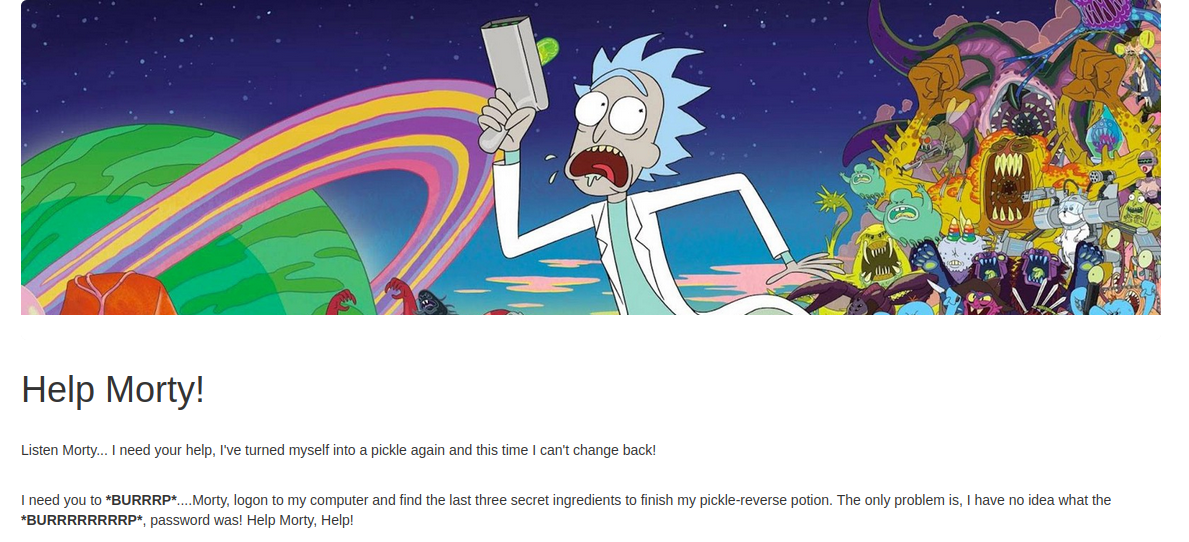 Help Morty!
Listen Morty... I need your help, I've turned myself into a pickle again and this time I can't change back!
I need you to *BURRRP*....Morty, logon to my computer and find the last three secret ingredients to finish my pickle-reverse potion. The only problem is, I have no idea what the
*BURRRRRRRRP*, password was! Help Morty, Help!